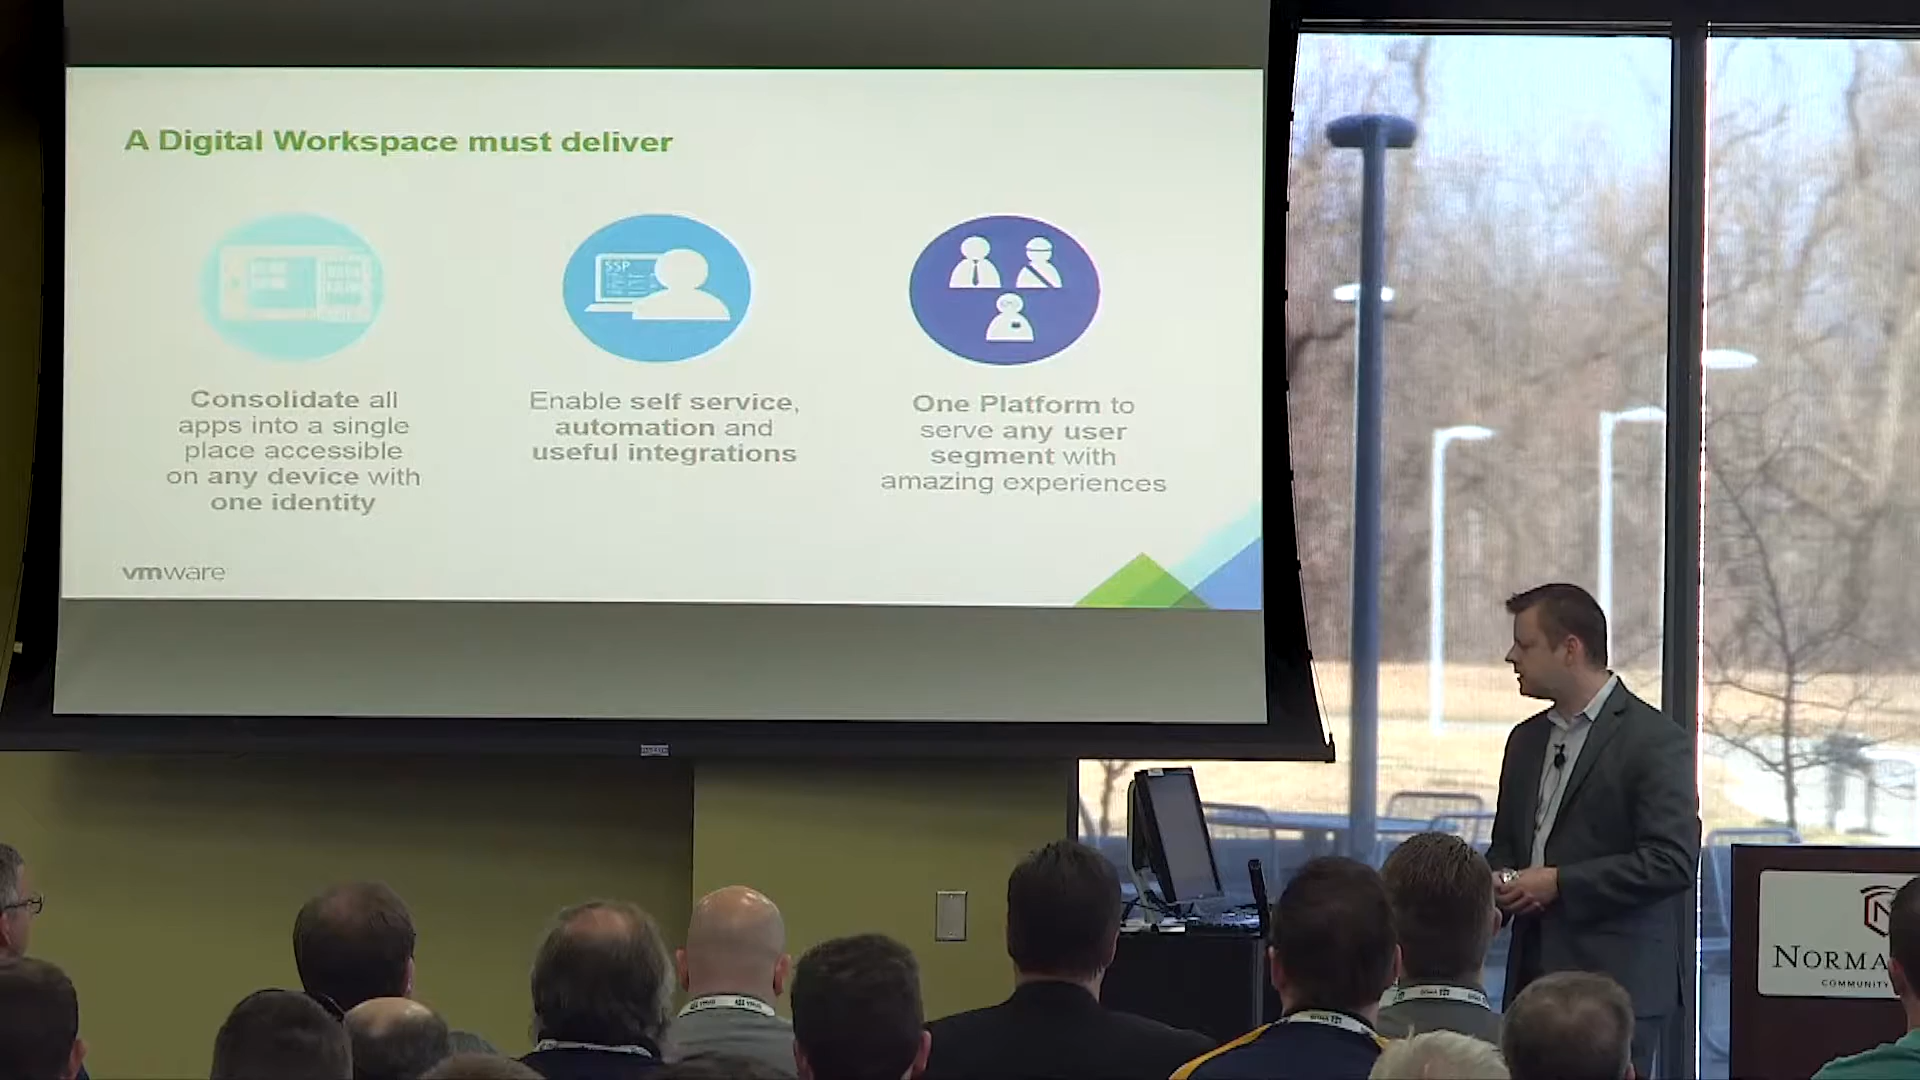 A Digital Workspace must deliver
SSP
Consolidate all
apps into a single
place accessible
on any device with
one identity
Enable self service,
automation and
useful integrations
One Platform to
serve any user
segment with
amazing experiences
vmware
N
NORMA
COMMUNITY